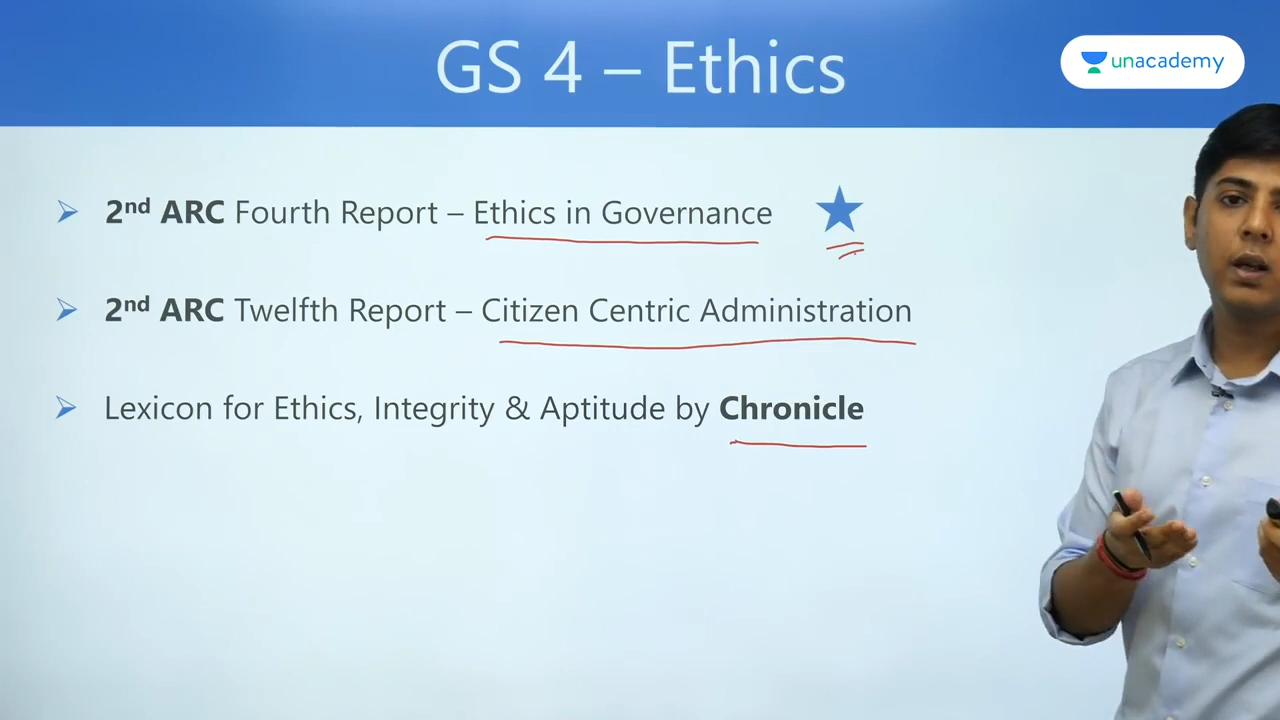 GS 4 – Ethics
unacademy
2nd ARC Fourth Report – Ethics in Governance
2nd ARC Twelfth Report – Citizen Centric Administration
Lexicon for Ethics, Integrity & Aptitude by Chronicle